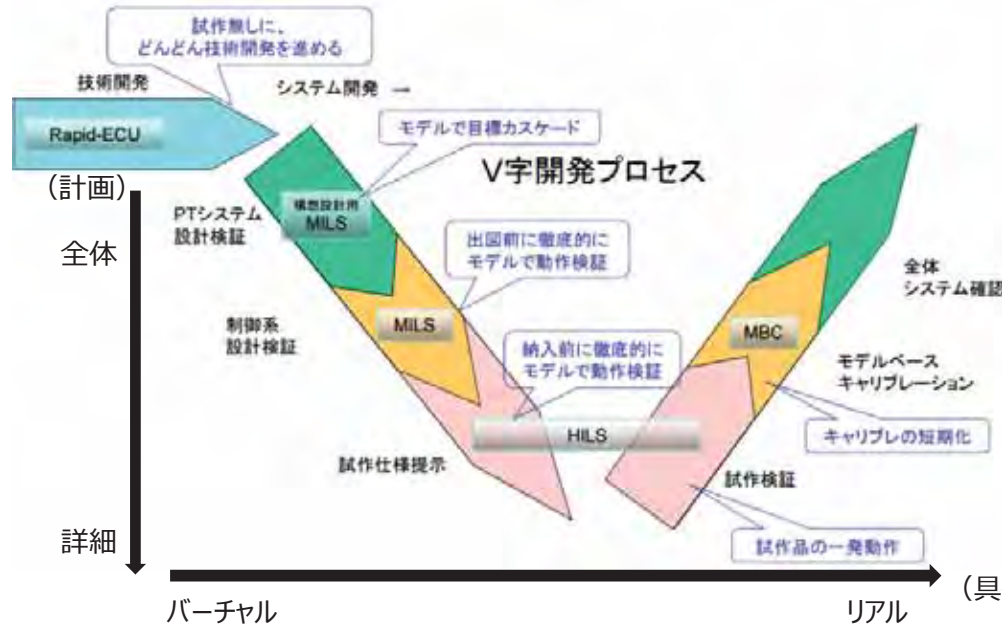 試作無しに、
どんどん技術開発を進める
技術開発
システム開発 →
Rapid-ECU
モデルで目標カスケード
V字開発プロセス
(計画)
全体
PTシステム
設計検証
構想設計用
MILS
出図前に徹底的に
モデルで動作検証
全体
システム確認
制御系
設計検証
MILS
MBC
納入前に徹底的に
モデルで動作検証
モデルベース
キャリブレーション
HILS
キャリブレの短期化
試作仕様提示
試作検証
詳細
試作品の一発動作
(具
バーチャル
リアル